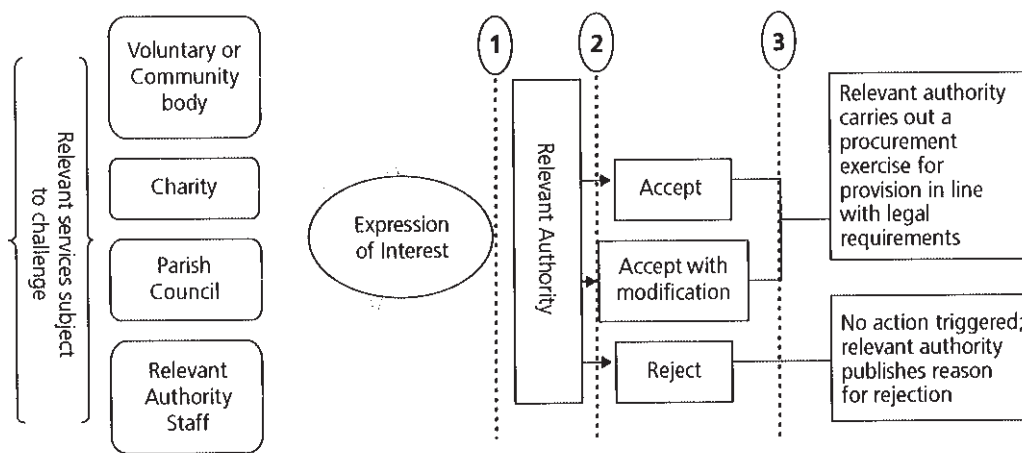 Relevant services subject
to challenge
Voluntary or
Community
body
Charity
Parish
Council
Relevant
Authority
Staff
Expression
of Interest
1
2
3
Relevant Authority
Accept
Accept with
modification
Reject
Relevant authority
carries out a
procurement
exercise for
provision in line
with legal
requirements
No action triggered;
relevant authority
publishes reason
for rejection